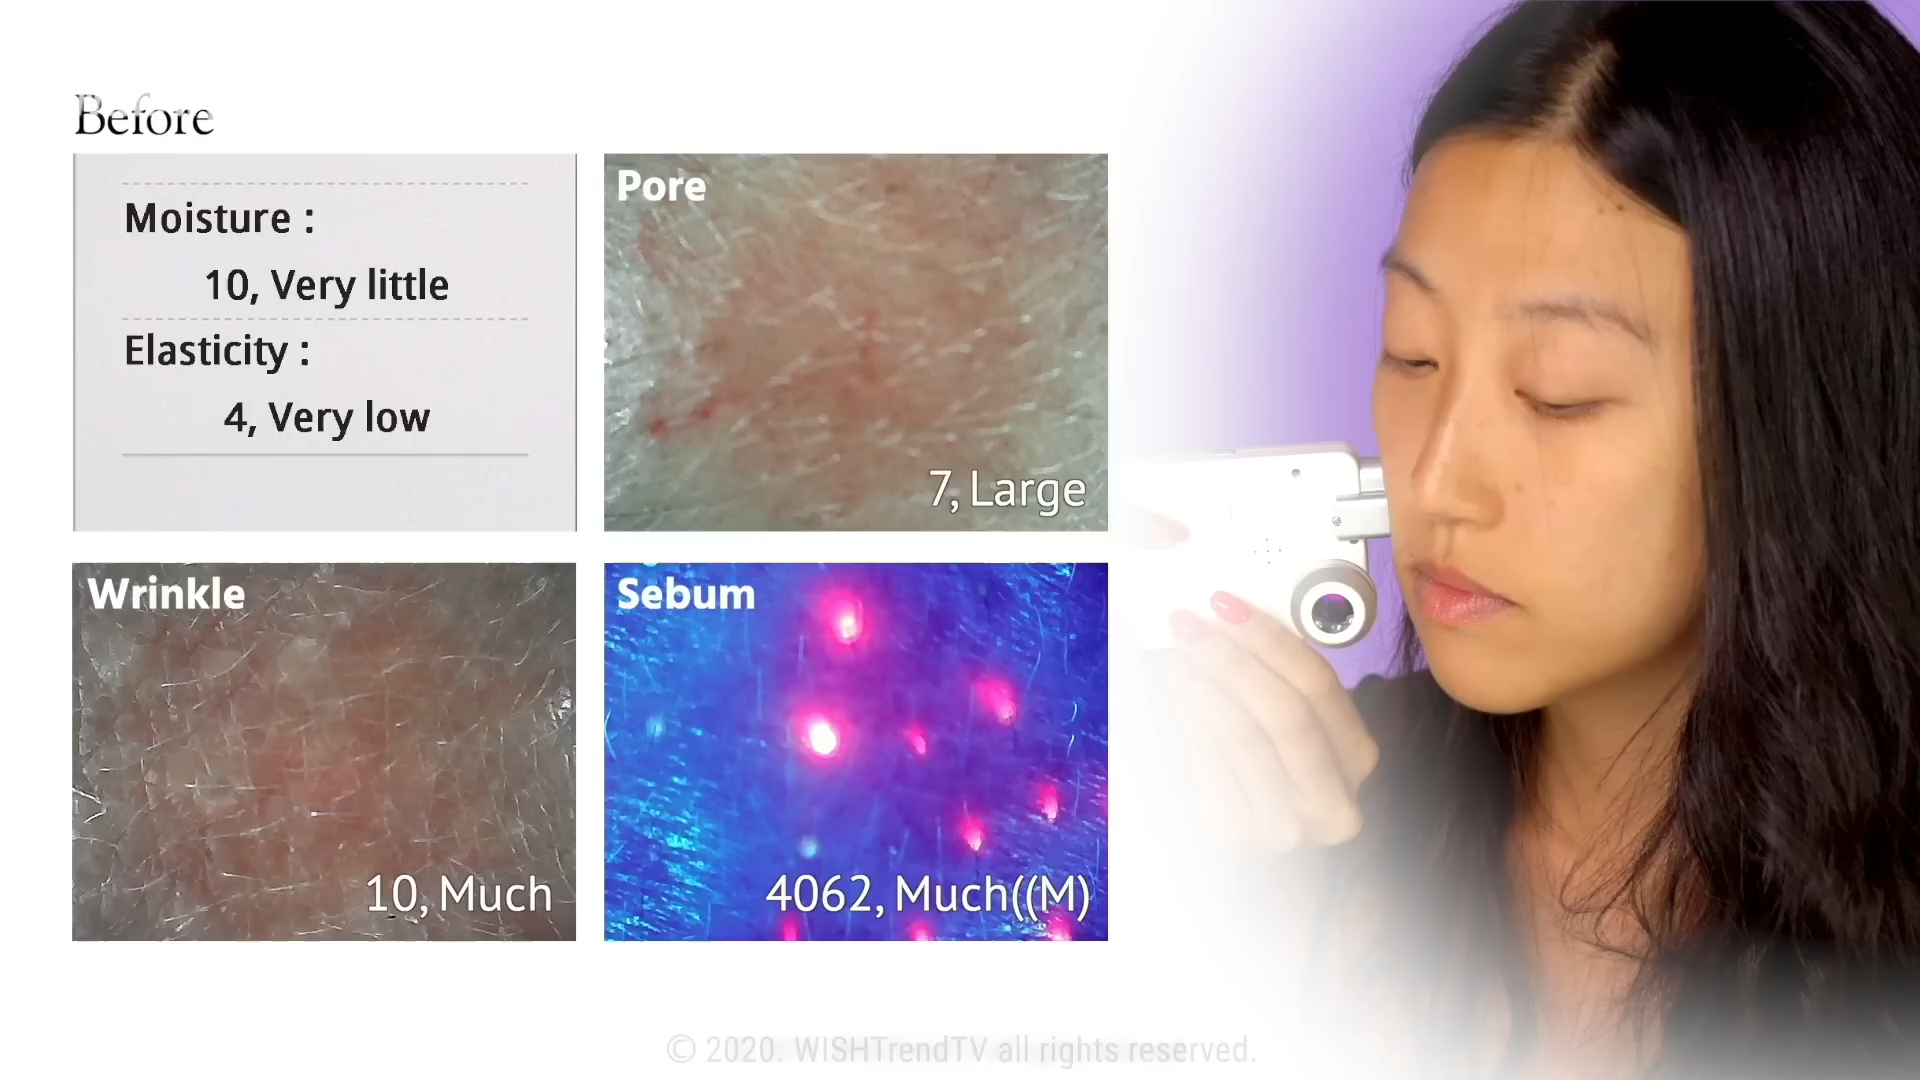 Before
Moisture :
10, Very little
Elasticity :
4, Very low
Pore
7, Large
Wrinkle
10, Much
Sebum
4062, Much((M)
© 2020. WISHTrendTV all rights reserved.